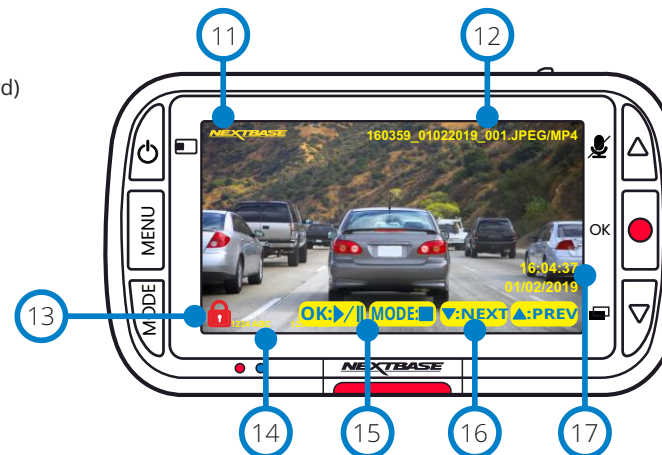 11
12
d)
NEXTBASE
160359_01022019_001.JPEG/MP4
MENU
OK
16:04:37
01/02/2019
MODE
13
OK:▶/II
MODE:■
▼:NEXT
▲:PREV
NEXTBASE
14
15
16
17